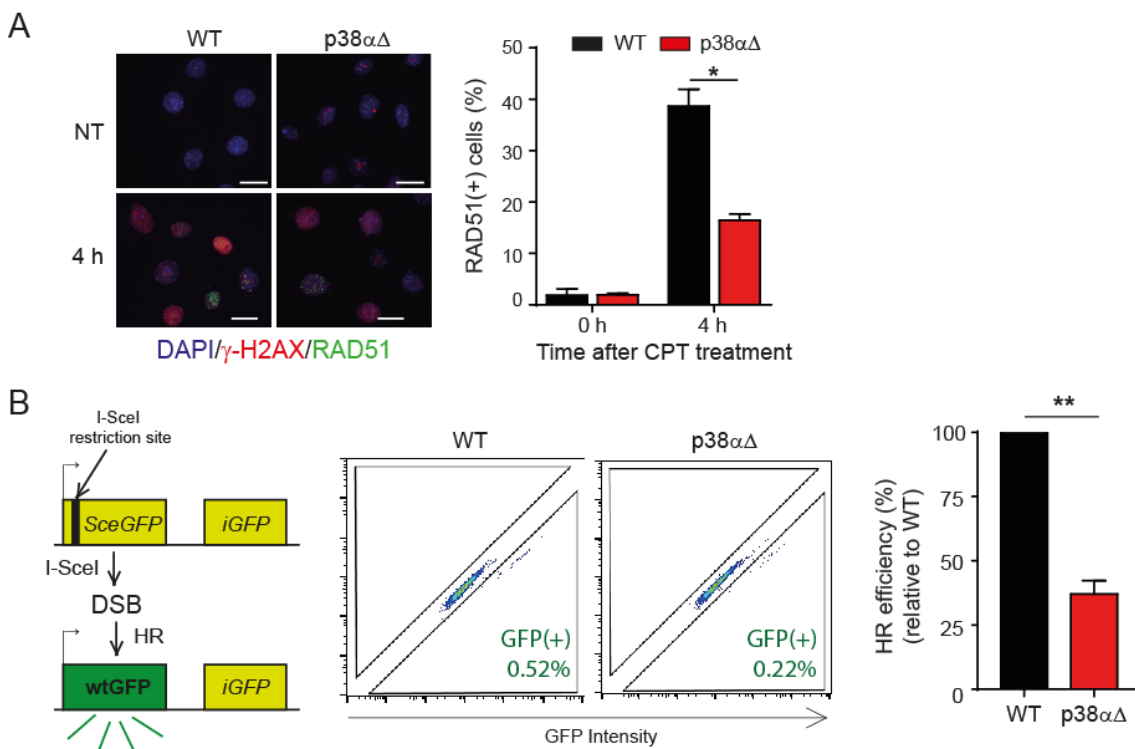 A
WT
p38αΔ
NT
4 h
DAPI/γ-H2AX/RAD51
WT
p38αΔ
*
RAD51(+) cells (%)
50
40
30
20
10
0
0 h
4 h
Time after CPT treatment
B
I-SceI
restriction site
SceGFP
iGFP
I-SceI
DSB
HR
wtGFP
iGFP
WT
p38αΔ
GFP(+)
0.52%
GFP(+)
0.22%
GFP Intensity
**
HR efficiency (%)
(relative to WT)
100
75
50
25
0
WT
p38αΔ